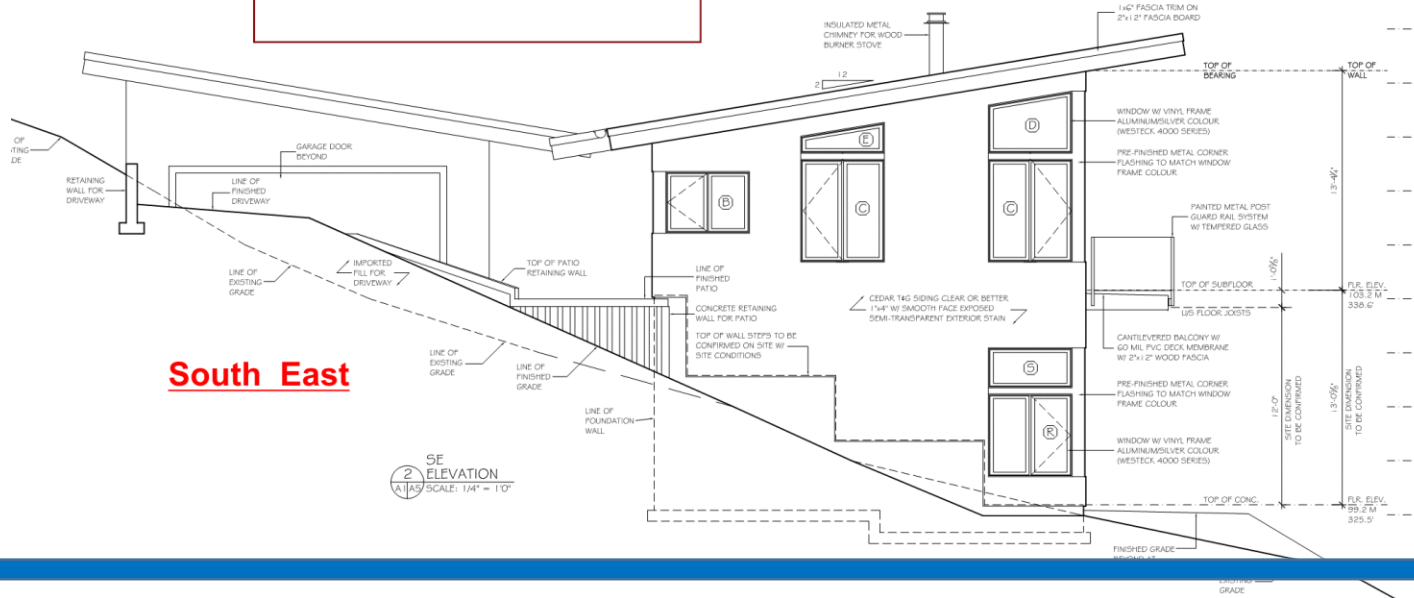 1x6" FASCIA TRIM ON
2"x12" FASCIA BOARD
INSULATED METAL
CHIMNEY FOR WOOD
BURNER STOVE
12
2
TOP OF
BEARING
TOP OF
WALL
WINDOW W/ VINYL FRAME
ALUMINUM/SILVER COLOUR
(WESTECK 4000 SERIES)
D
E
PRE-FINISHED METAL CORNER
FLASHING TO MATCH WINDOW
FRAME COLOUR
OF
GARAGE DOOR
BEYOND
RETAINING
WALL FOR
DRIVEWAY
LINE OF
FINISHED
DRIVEWAY
B
C
C
PAINTED METAL POST
GUARD RAIL SYSTEM
W/ TEMPERED GLASS
LINE OF
EXISTING
GRADE
IMPORTED
FILL FOR
DRIVEWAY
TOP OF PATIO
RETAINING WALL
LINE OF
FINISHED
PATIO
TOP OF SUBFLOOR
FLR. ELEV.
103.2 M
338.6'
CEDAR T&G SIDING CLEAR OR BETTER
1"x4" W/ SMOOTH FACE EXPOSED
SEMI-TRANSPARENT EXTERIOR STAIN
CONCRETE RETAINING
WALL FOR PATIO
U/S FLOOR JOISTS
TOP OF WALL STEPS TO BE
CONFIRMED ON SITE W/
SITE CONDITIONS
CANTILEVERED BALCONY W/
60 MIL PVC DECK MEMBRANE
W/ 2"x12" WOOD FASCIA
LINE OF
EXISTING
GRADE
LINE OF
FINISHED
GRADE
South East
S
PRE-FINISHED METAL CORNER
FLASHING TO MATCH WINDOW
FRAME COLOUR
12'-0"
SITE DIMENSION
TO BE CONFIRMED
SITE DIMENSION
TO BE CONFIRMED
LINE OF
FOUNDATION
WALL
R
WINDOW W/ VINYL FRAME
ALUMINUM/SILVER COLOUR
(WESTECK 4000 SERIES)
2
SE
ELEVATION
SCALE: 1/4" = 1'0"
TOP OF CONC.
FLR. ELEV.
99.2 M
325.5'
FINISHED GRADE
GRADE